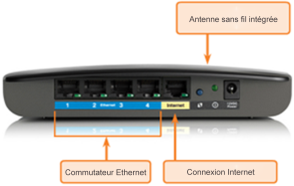 Antenne sans fil intégrée
1 2 Ethernet 3 4 Internet
Commutateur Ethernet
Connexion Internet